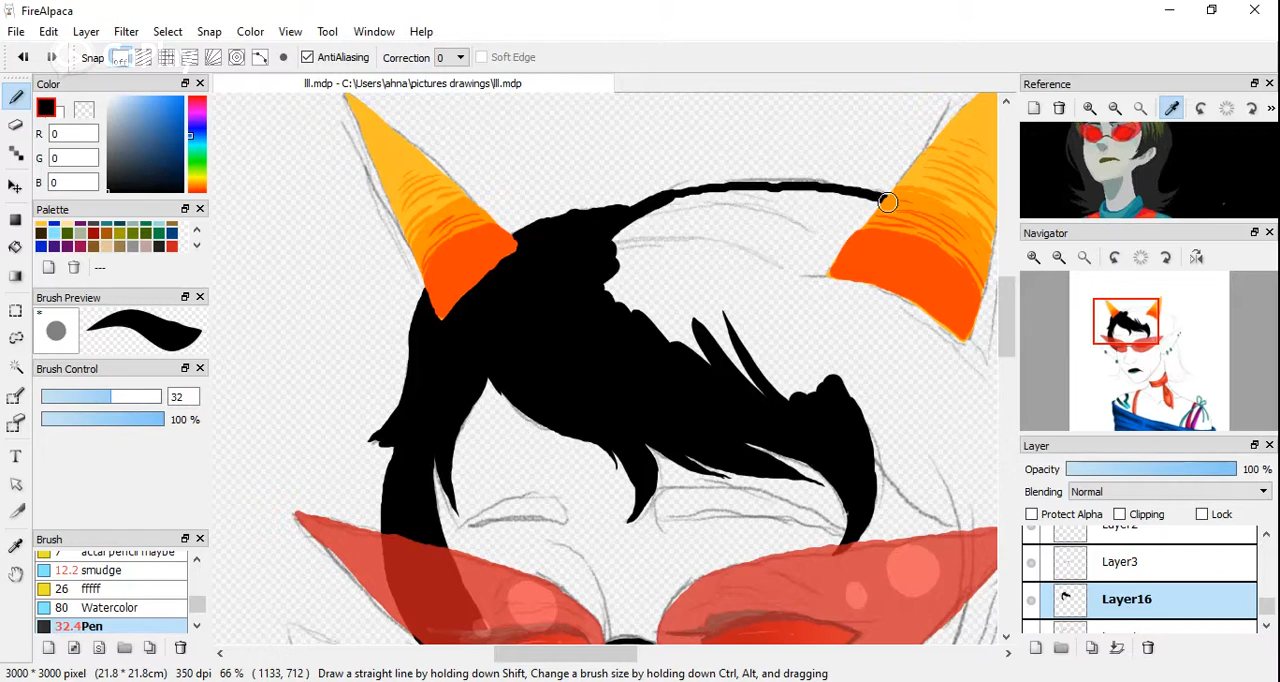 FireAlpaca
File Edit Layer Filter Select Snap Color View Tool Window Help
Snap off AntiAliasing Correction 0 Soft Edge
Color
lll.mdp - C:\Users\ahna\pictures drawings\lll.mdp
Reference
R 0
G 0
B 0
Palette
---
Navigator
Brush Preview
*
Brush Control
32
100 %
Layer
Opacity 100 %
Blending Normal
Protect Alpha Clipping Lock
Layer2
Layer3
Layer16
Brush
7 accal pencil maybe
12.2 smudge
26 fffff
80 Watercolor
32.4 Pen
3000 * 3000 pixel (21.8 * 21.8cm) 350 dpi 66 % ( 1133, 712 ) Draw a straight line by holding down Shift, Change a brush size by holding down Ctrl, Alt, and dragging